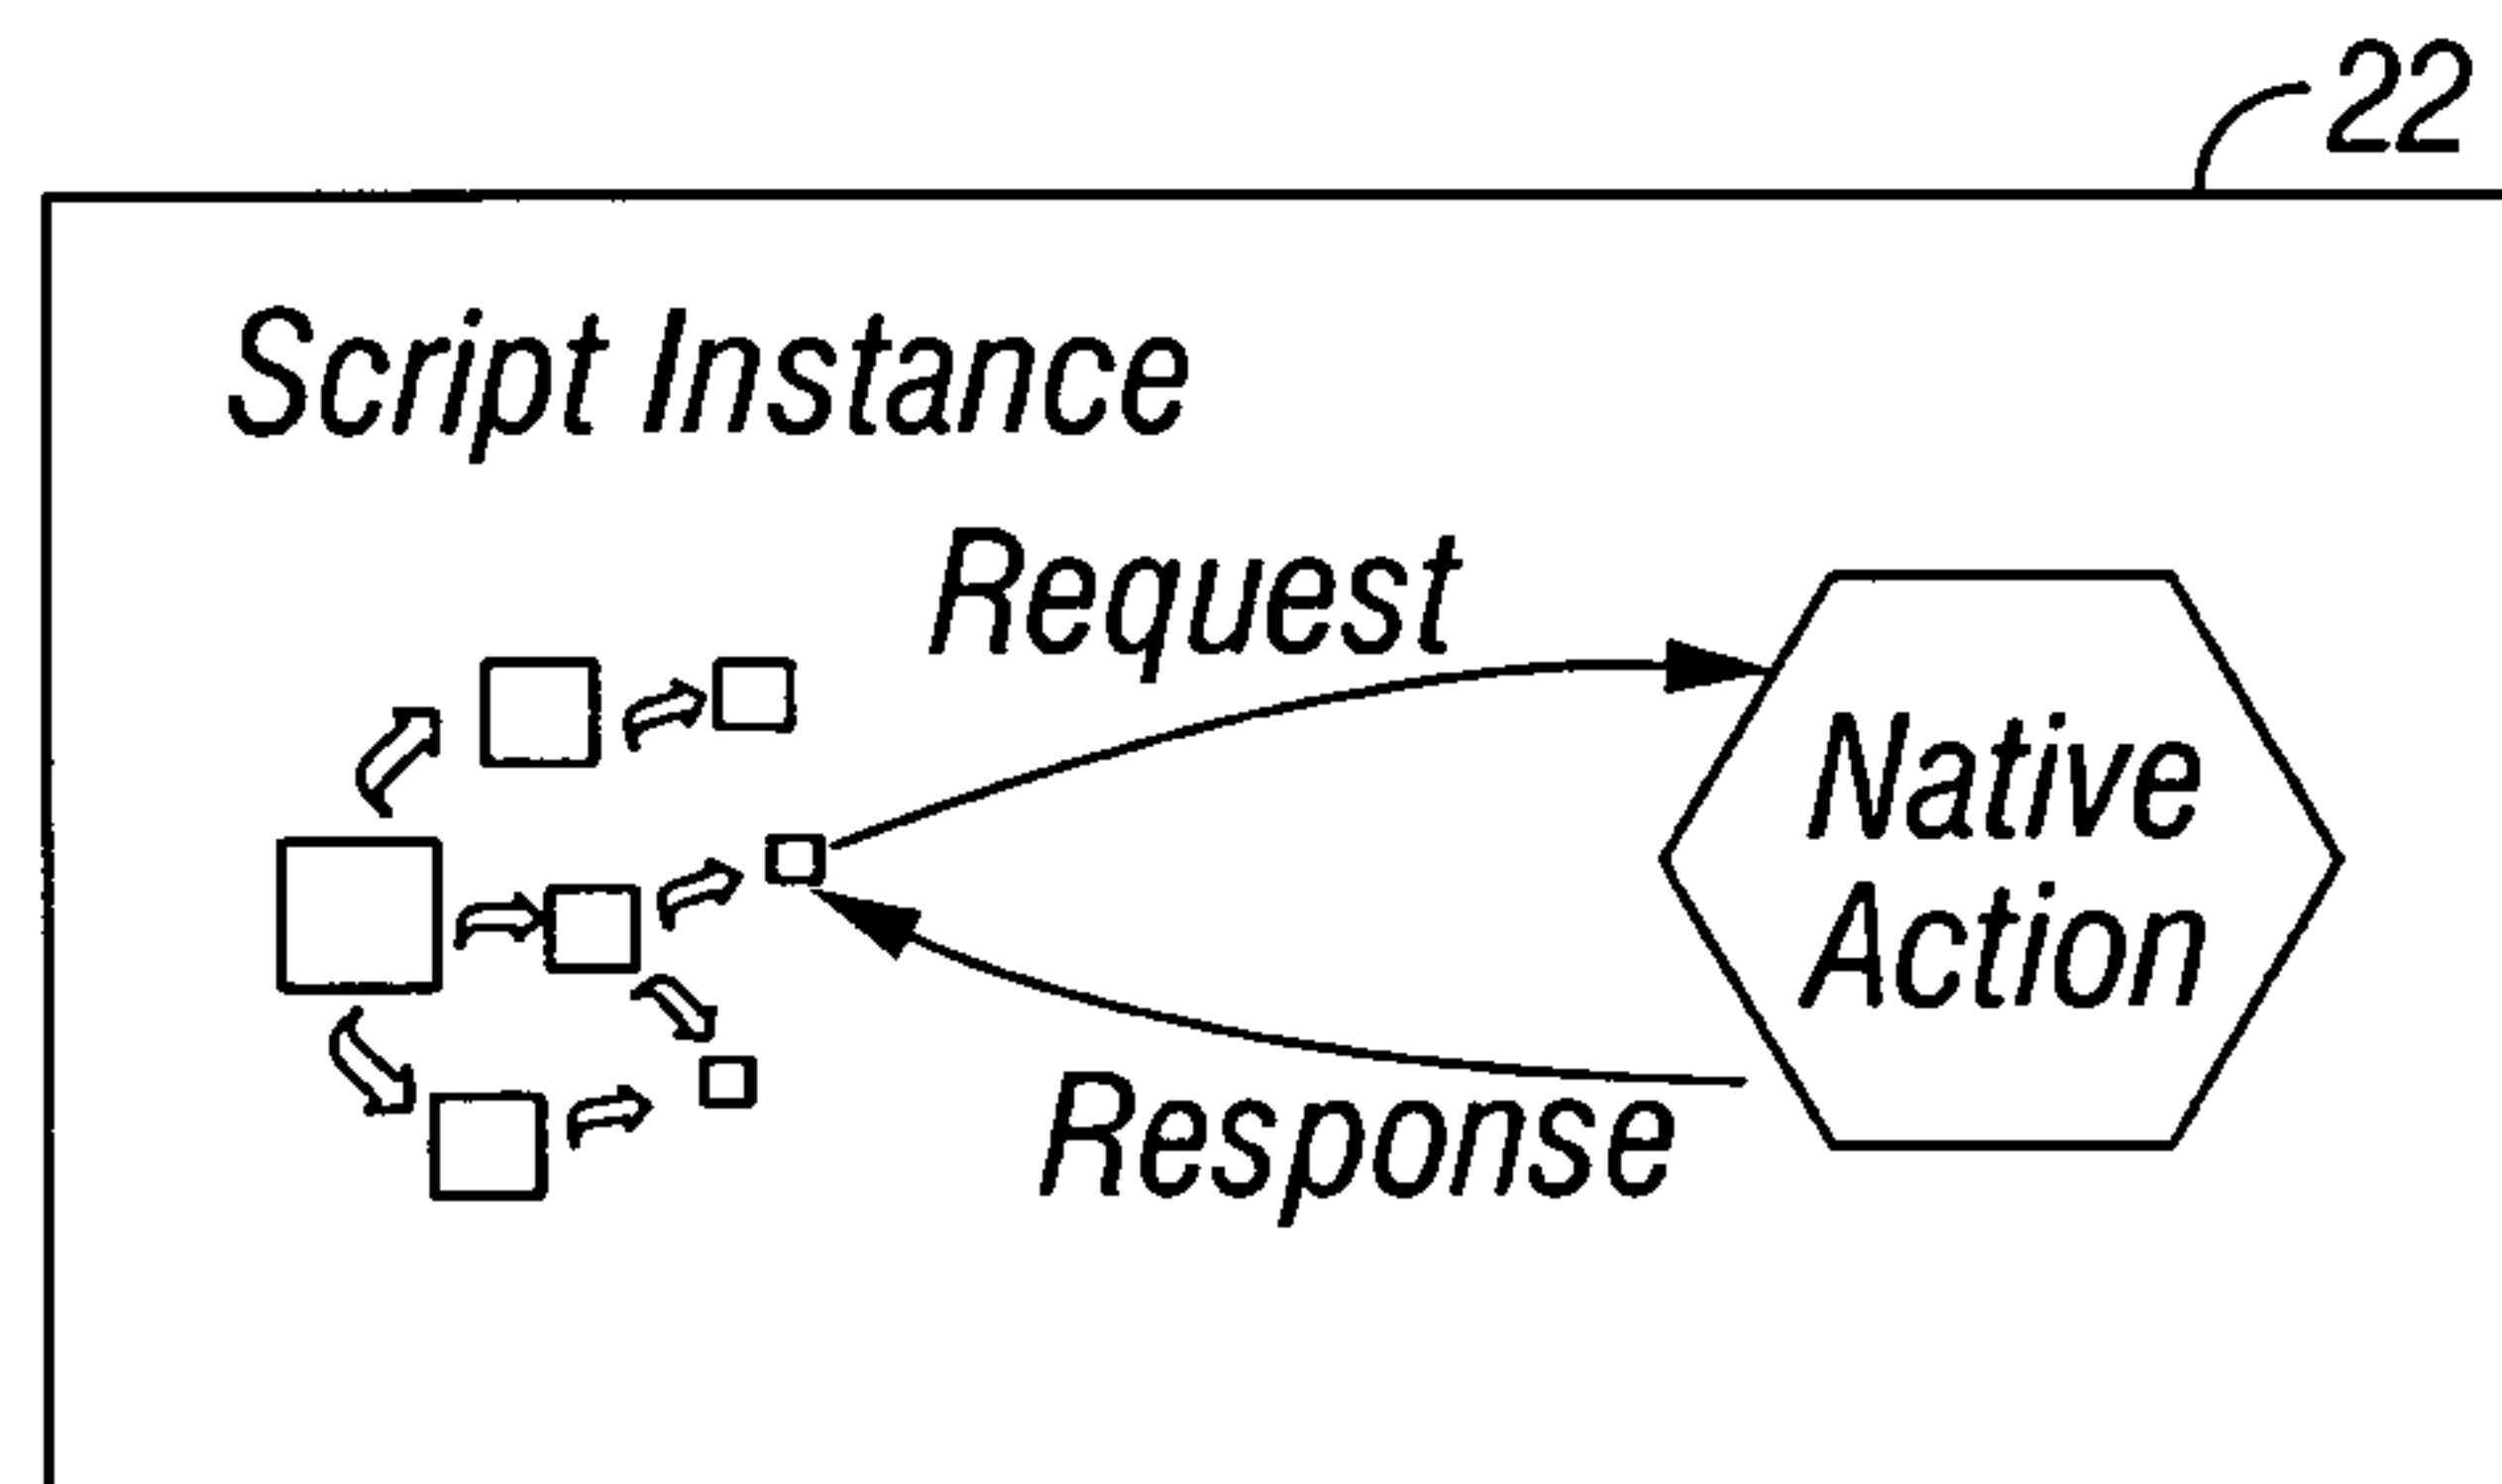 22
Script Instance
Request
Native
Action
Response